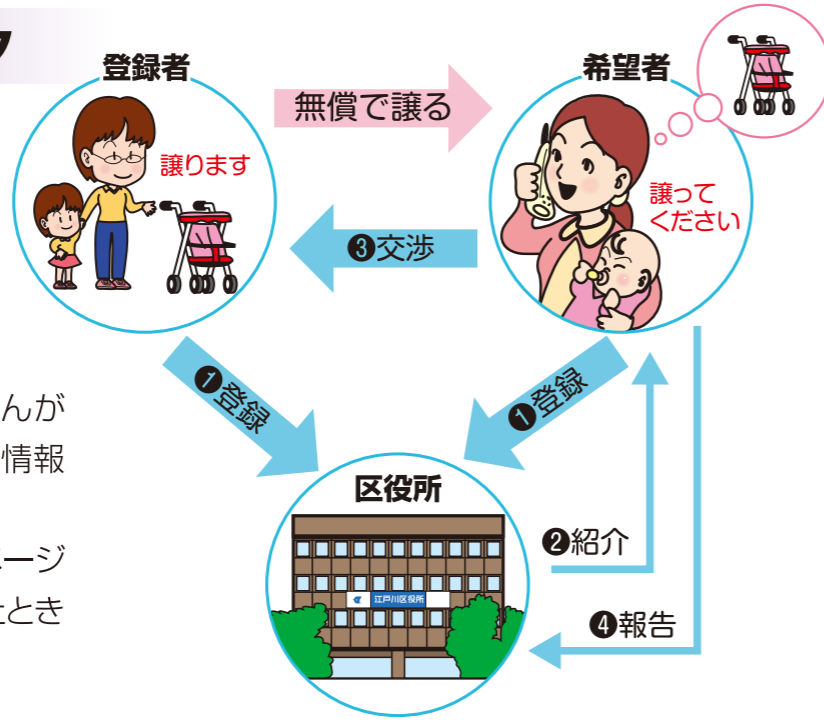 登録者
希望者
無償で譲る
譲ります
譲って
ください
❸交渉
❶登録
❶登録
んが
情報
ージ
とき
区役所
江戸川区役所
❷紹介
❹報告